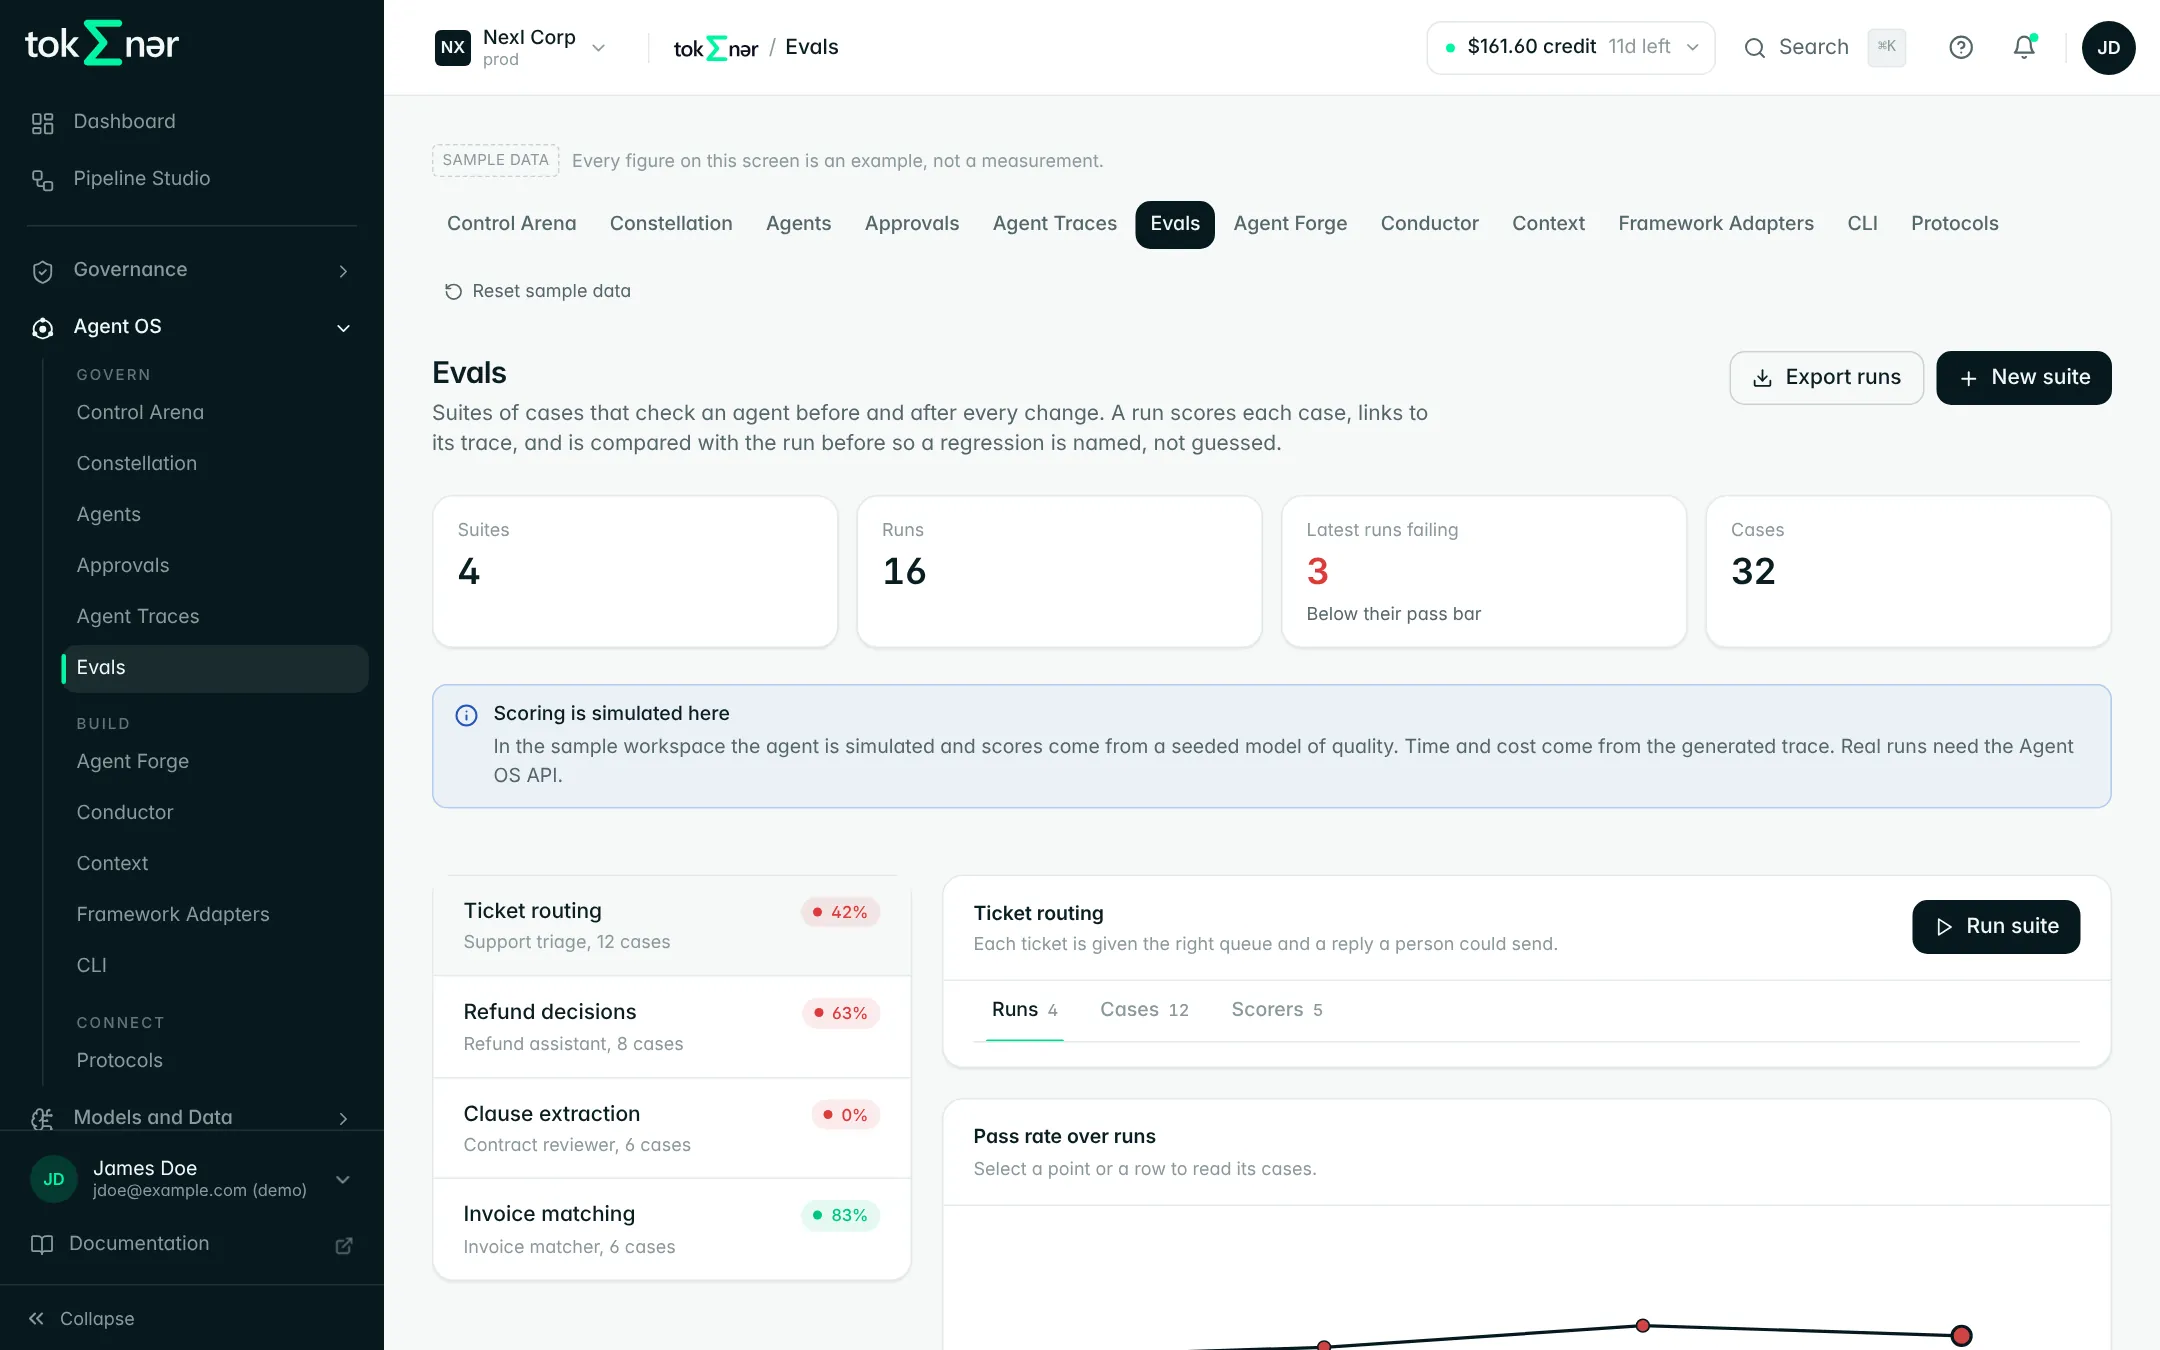 tokΣnər
Dashboard
Pipeline Studio
Governance
Agent OS
GOVERN
Control Arena
Constellation
Agents
Approvals
Agent Traces
Evals
BUILD
Agent Forge
Conductor
Context
Framework Adapters
CLI
CONNECT
Protocols
Models and Data
JD
James Doe
jdoe@example.com (demo)
Documentation
Collapse
NX
Nexl Corp
prod
tokΣnər / Evals
$161.60 credit 11d left
Search ⌘K
JD
SAMPLE DATA Every figure on this screen is an example, not a measurement.
Control Arena Constellation Agents Approvals Agent Traces Evals Agent Forge Conductor Context Framework Adapters CLI Protocols
Reset sample data
Evals
Suites of cases that check an agent before and after every change. A run scores each case, links to
its trace, and is compared with the run before so a regression is named, not guessed.
Export runs
New suite
Suites
4
Runs
16
Latest runs failing
3
Below their pass bar
Cases
32
Scoring is simulated here
In the sample workspace the agent is simulated and scores come from a seeded model of quality. Time and cost come from the generated trace. Real runs need the Agent
OS API.
Ticket routing 42%
Support triage, 12 cases
Refund decisions 63%
Refund assistant, 8 cases
Clause extraction 0%
Contract reviewer, 6 cases
Invoice matching 83%
Invoice matcher, 6 cases
Ticket routing
Each ticket is given the right queue and a reply a person could send.
Run suite
Runs 4 Cases 12 Scorers 5
Pass rate over runs
Select a point or a row to read its cases.